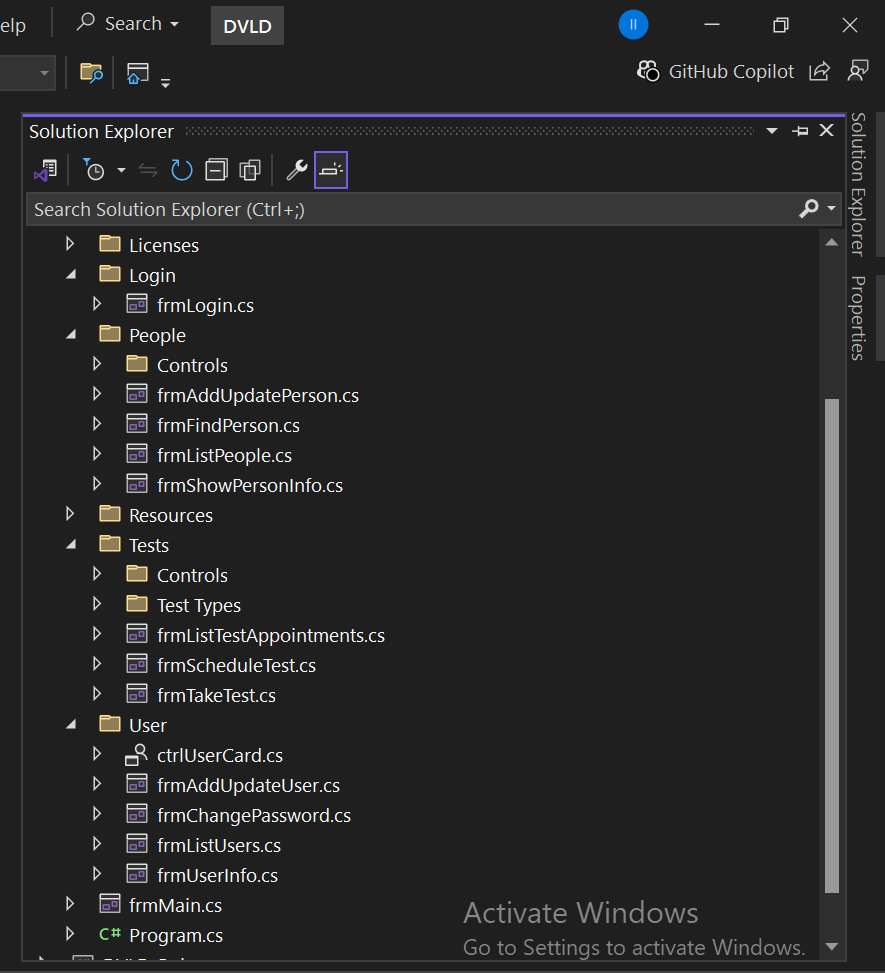 elp
Search
DVLD
II
GitHub Copilot
Solution Explorer
Search Solution Explorer (Ctrl+;)
Licenses
Login
frmLogin.cs
People
Controls
frmAddUpdatePerson.cs
frmFindPerson.cs
frmListPeople.cs
frmShowPersonInfo.cs
Resources
Tests
Controls
Test Types
frmListTestAppointments.cs
frmScheduleTest.cs
frmTakeTest.cs
User
ctrlUserCard.cs
frmAddUpdateUser.cs
frmChangePassword.cs
frmListUsers.cs
frmUserInfo.cs
frmMain.cs
C# Program.cs
Solution Explorer
Properties
Activate Windows
Go to Settings to activate Windows.